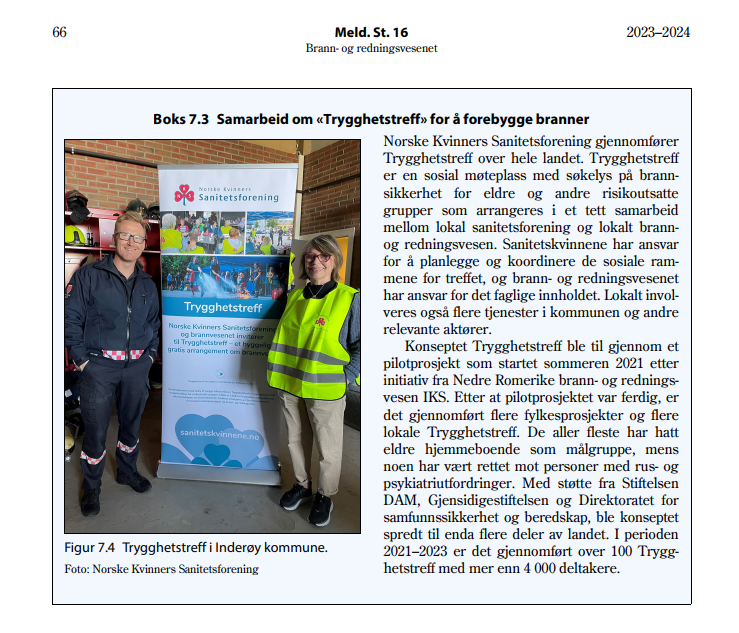 66
Meld. St. 16
2023–2024
Brann- og redningsvesenet
Boks 7.3 Samarbeid om «Trygghetstreff» for å forebygge branner
Norske Kvinners
Sanitetsforening
Trygghetstreff
Norske Kvinners Sanitetsforening
og brannvesenet inviterer
til Trygghetstreff – et hyggelig
gratis arrangement om brannvern
sanitetskvinnene.no
Figur 7.4 Trygghetstreff i Inderøy kommune.
Foto: Norske Kvinners Sanitetsforening
Norske Kvinners Sanitetsforening gjennomfører
Trygghetstreff over hele landet. Trygghetstreff
er en sosial møteplass med søkelys på brann-
sikkerhet for eldre og andre risikoutsatte
grupper som arrangeres i et tett samarbeid
mellom lokal sanitetsforening og lokalt brann-
og redningsvesen. Sanitetskvinnene har ansvar
for å planlegge og koordinere de sosiale ram-
mene for treffet, og brann- og redningsvesenet
har ansvar for det faglige innholdet. Lokalt invol-
veres også flere tjenester i kommunen og andre
relevante aktører.
Konseptet Trygghetstreff ble til gjennom et
pilotprosjekt som startet sommeren 2021 etter
initiativ fra Nedre Romerike brann- og rednings-
vesen IKS. Etter at pilotprosjektet var ferdig, er
det gjennomført flere fylkesprosjekter og flere
lokale Trygghetstreff. De aller fleste har hatt
eldre hjemmeboende som målgruppe, mens
noen har vært rettet mot personer med rus- og
psykiatriutfordringer. Med støtte fra Stiftelsen
DAM, Gjensidigestiftelsen og Direktoratet for
samfunnssikkerhet og beredskap, ble konseptet
spredt til enda flere deler av landet. I perioden
2021–2023 er det gjennomført over 100 Trygg-
hetstreff med mer enn 4 000 deltakere.